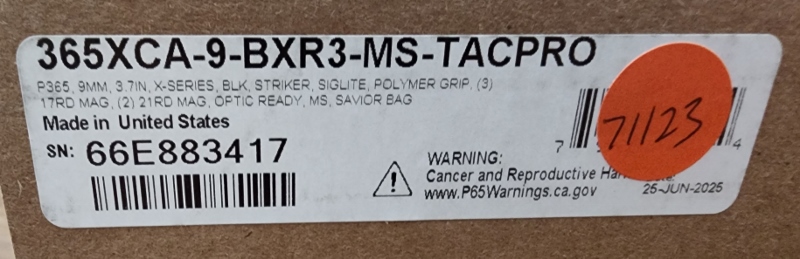 365XCA-9-BXR3-MS-TACPRO
P365, 9MM, 3.7IN, X-SERIES, BLK, STRIKER, SIGLITE, POLYMER GRIP, (3)
17RD MAG, (2) 21RD MAG, OPTIC READY, MS, SAVIOR BAG
Made in United States
SN: 66E883417
71123
7
4
WARNING:
Cancer and Reproductive
www.P65Warnings.ca.gov
25-JUN-2025